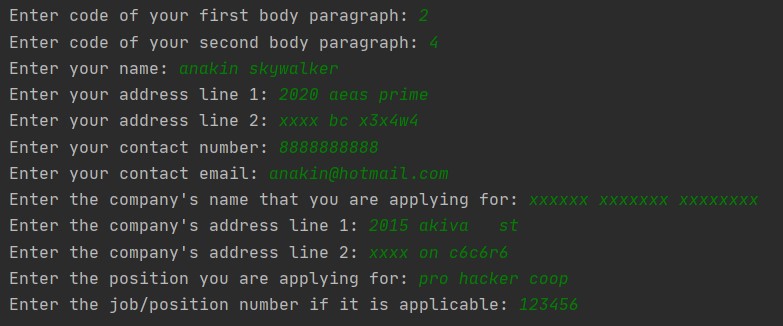 Enter code of your first body paragraph: 2
Enter code of your second body paragraph: 4
Enter your name: anakin skywalker
Enter your address line 1: 2020 aeas prime
Enter your address line 2: xxxx bc x3x4w4
Enter your contact number: 8888888888
Enter your contact email: anakin@hotmail.com
Enter the company's name that you are applying for: xxxxxx xxxxxxx xxxxxxxx
Enter the company's address line 1: 2015 akiva   st
Enter the company's address line 2: xxxx on c6c6r6
Enter the position you are applying for: pro hacker coop
Enter the job/position number if it is applicable: 123456